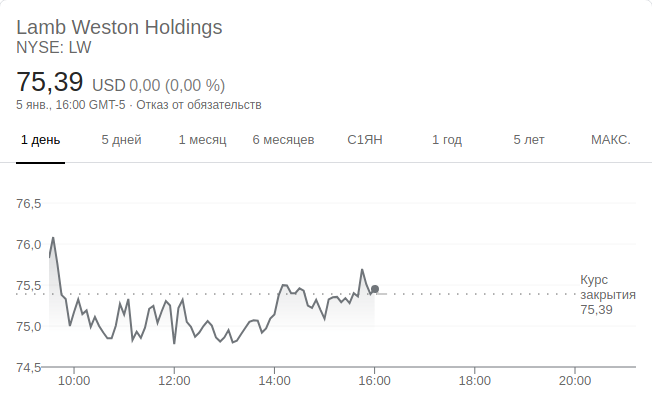 Lamb Weston Holdings
NYSE: LW
75,39 USD 0,00 (0,00 %)
5 янв., 16:00 GMT-5 · Отказ от обязательств
1 день 5 дней 1 месяц 6 месяцев С1ЯН 1 год 5 лет МАКС.
76,5
76,0
75,5
75,0
74,5
Курс
закрытия
75,39
10:00 12:00 14:00 16:00 18:00 20:00